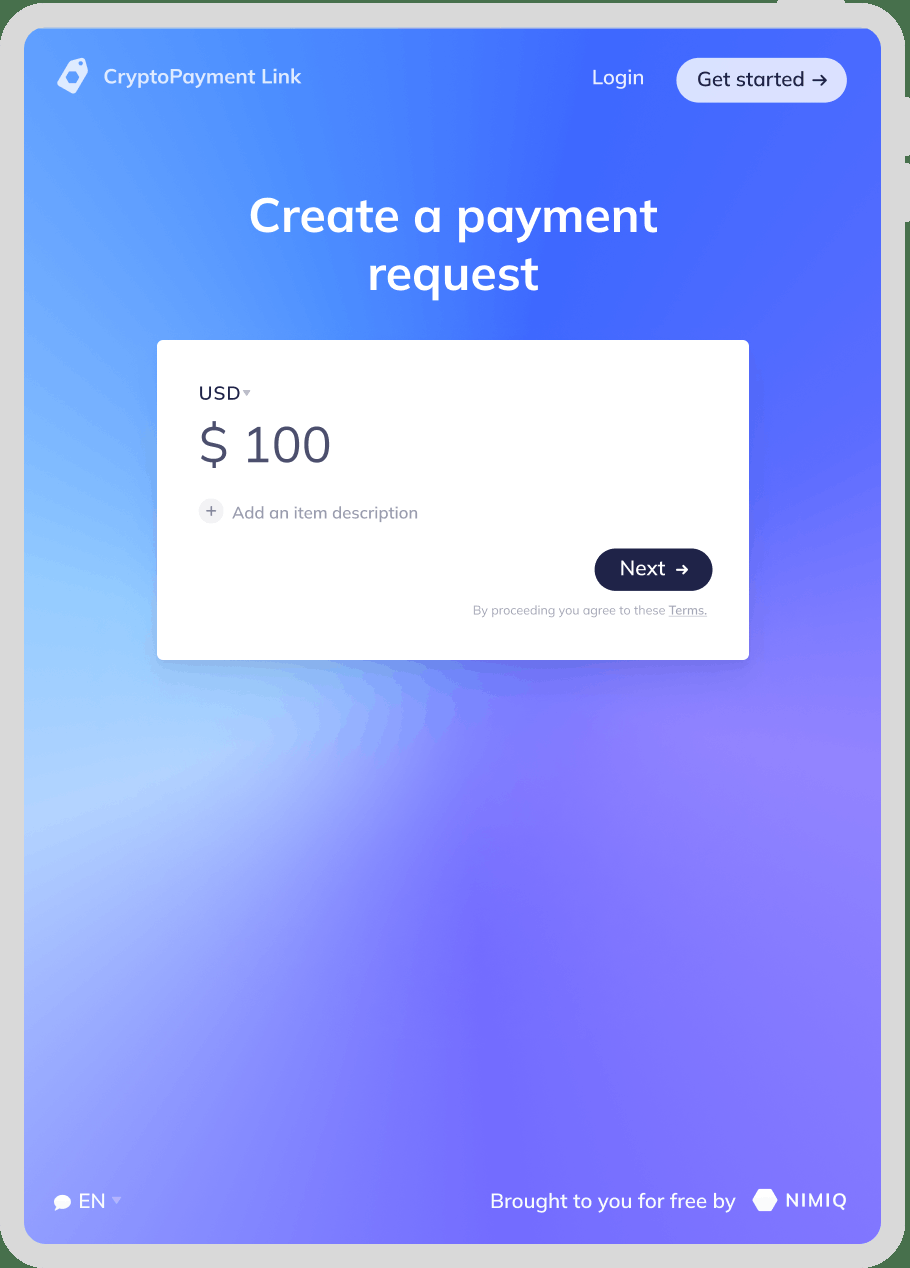 CryptoPayment Link
Login
Get started →
Create a payment
request
USD
$ 100
+ Add an item description
Next →
By proceeding you agree to these Terms.
EN
Brought to you for free by NIMIQ